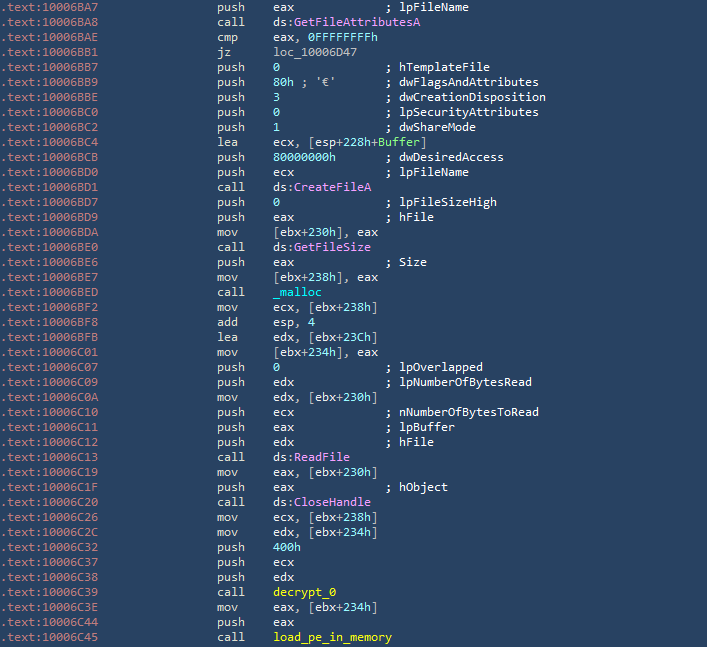 .text:10006BA7 push eax ; lpFileName
.text:10006BA8 call ds:GetFileAttributesA
.text:10006BAE cmp eax, 0FFFFFFFFh
.text:10006BB1 jz loc_10006D47
.text:10006BB7 push 0 ; hTemplateFile
.text:10006BB9 push 80h ; '€' ; dwFlagsAndAttributes
.text:10006BBE push 3 ; dwCreationDisposition
.text:10006BC0 push 0 ; lpSecurityAttributes
.text:10006BC2 push 1 ; dwShareMode
.text:10006BC4 lea ecx, [esp+228h+Buffer]
.text:10006BCB push 80000000h ; dwDesiredAccess
.text:10006BD0 push ecx ; lpFileName
.text:10006BD1 call ds:CreateFileA
.text:10006BD7 push 0 ; lpFileSizeHigh
.text:10006BD9 push eax ; hFile
.text:10006BDA mov [ebx+230h], eax
.text:10006BE0 call ds:GetFileSize
.text:10006BE6 push eax ; Size
.text:10006BE7 mov [ebx+238h], eax
.text:10006BED call _malloc
.text:10006BF2 mov ecx, [ebx+238h]
.text:10006BF8 add esp, 4
.text:10006BFB lea edx, [ebx+23Ch]
.text:10006C01 mov [ebx+234h], eax
.text:10006C07 push 0 ; lpOverlapped
.text:10006C09 push edx ; lpNumberOfBytesRead
.text:10006C0A mov edx, [ebx+230h]
.text:10006C10 push ecx ; nNumberOfBytesToRead
.text:10006C11 push eax ; lpBuffer
.text:10006C12 push edx ; hFile
.text:10006C13 call ds:ReadFile
.text:10006C19 mov eax, [ebx+230h]
.text:10006C1F push eax ; hObject
.text:10006C20 call ds:CloseHandle
.text:10006C26 mov ecx, [ebx+238h]
.text:10006C2C mov edx, [ebx+234h]
.text:10006C32 push 400h
.text:10006C37 push ecx
.text:10006C38 push edx
.text:10006C39 call decrypt_0
.text:10006C3E mov eax, [ebx+234h]
.text:10006C44 push eax
.text:10006C45 call load_pe_in_memory